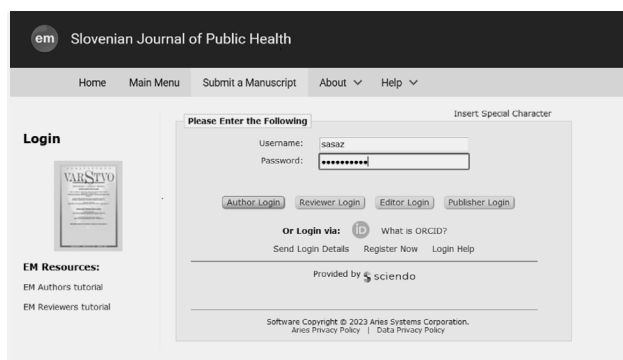 em Slovenian Journal of Public Health
Home Main Menu Submit a Manuscript About Help
Insert Special Character
Please Enter the Following
Login
Username: sasaz
Password: ••••••••••
VARSTVO
Author Login Reviewer Login Editor Login Publisher Login
Or Login via: iD What is ORCID?
Send Login Details Register Now Login Help
EM Resources:
Provided by sciendo
EM Authors tutorial
EM Reviewers tutorial
Software Copyright © 2023 Aries Systems Corporation.
Aries Privacy Policy | Data Privacy Policy